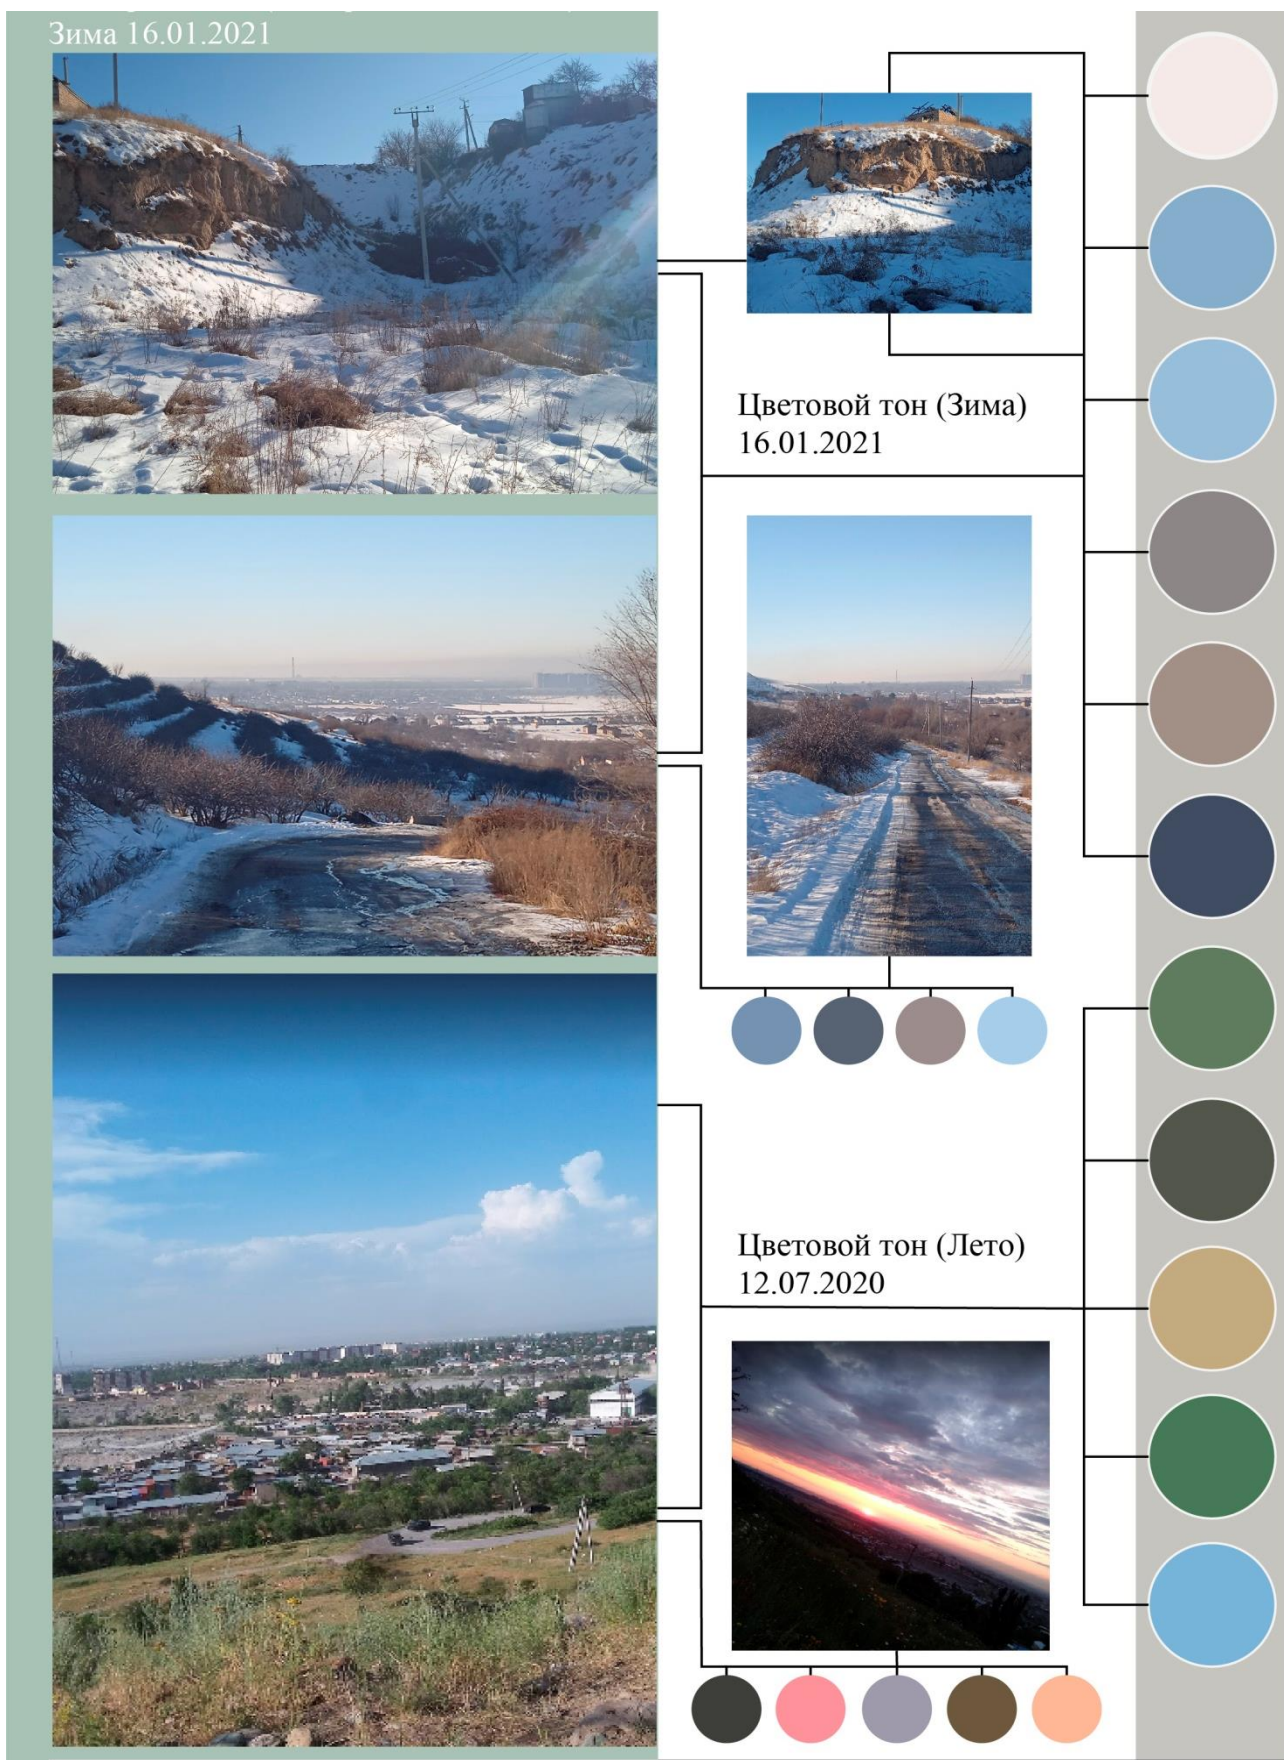 Зима 16.01.2021
Цветовой тон (Зима)
16.01.2021
Цветовой тон (Лето)
12.07.2020